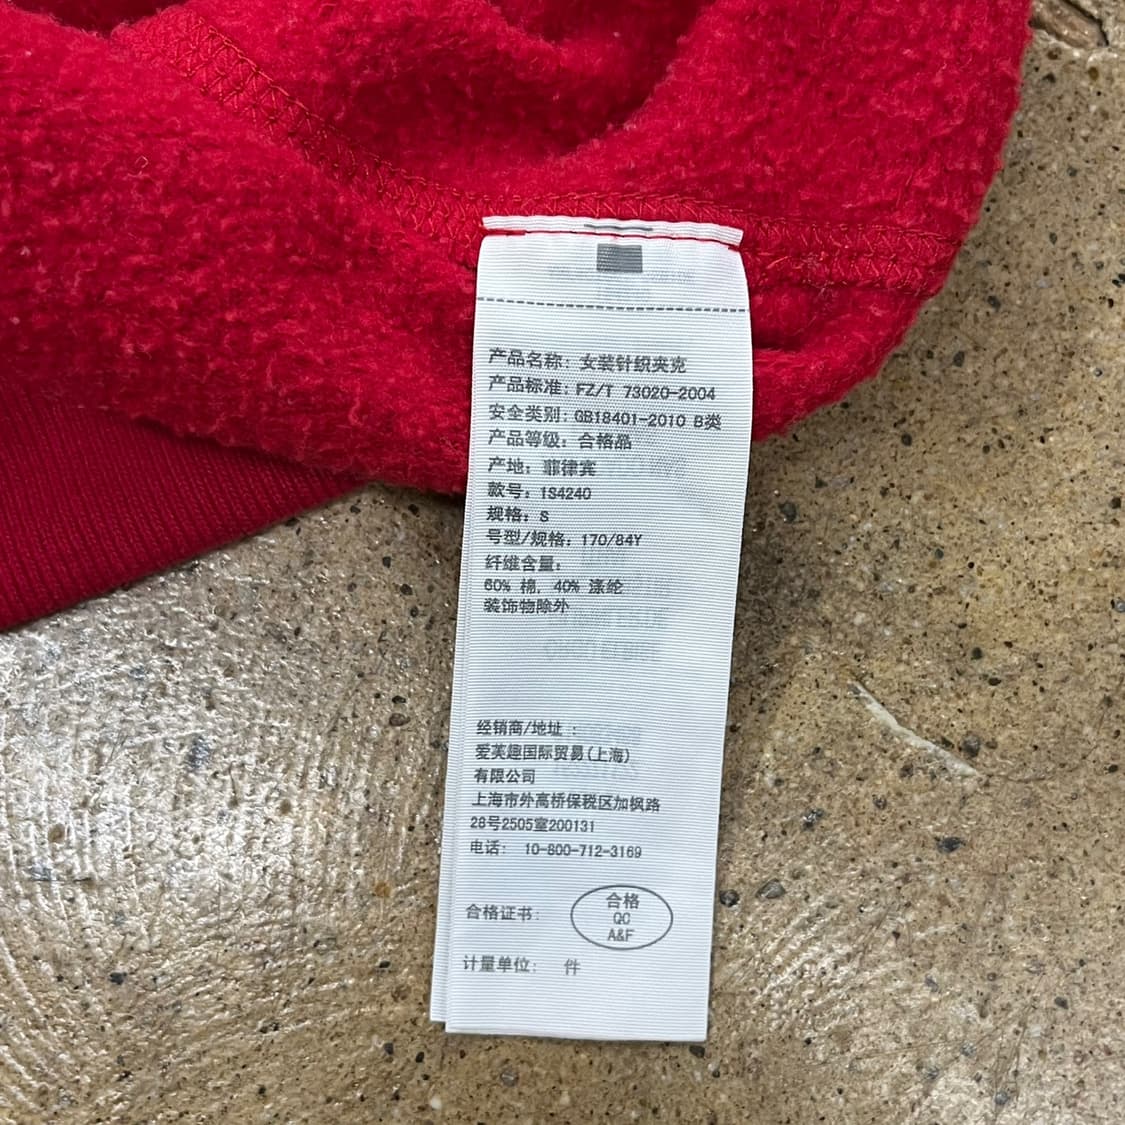 产品名称: 女装针织夹克
产品标准: FZ/T 73020-2004
安全类别: GB18401-2010 B类
产品等级: 合格品
产地: 菲律宾
款号: 1S4240
规格: S
号型/规格: 170/84Y
纤维含量:
60% 棉, 40% 涤纶
装饰物除外
经销商/地址 :
爱芙趣国际贸易(上海)
有限公司
上海市外高桥保税区加枫路
28号2505室200131
电话: 10-800-712-3169
合格证书:
合格
QC
A&F
计量单位: 件